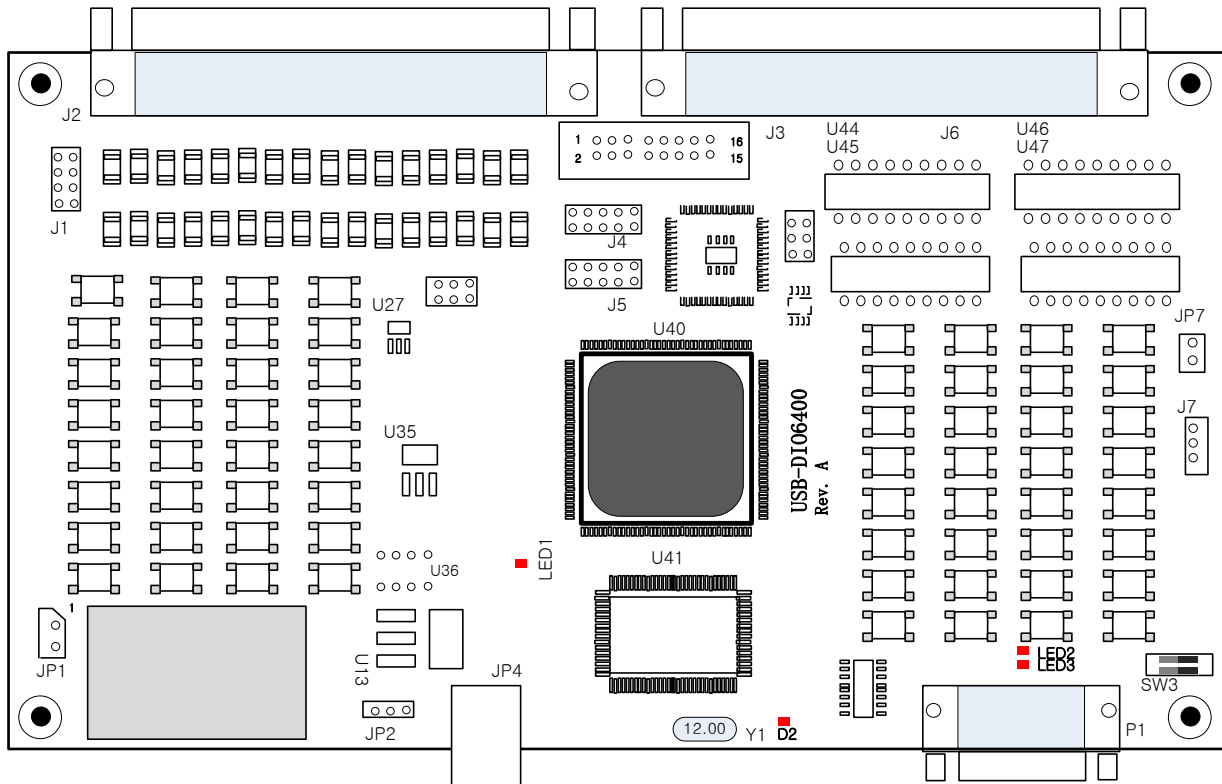 J2
J3
U44
U45
J6
U46
U47
1
16
2
15
J1
J4
J5
U27
U40
JP7
U35
J7
USB-DIO6400
Rev. A
U36
LED1
U41
1
JP1
U13
JP4
LED2
LED3
SW3
JP2
12.00
Y1
D2
P1